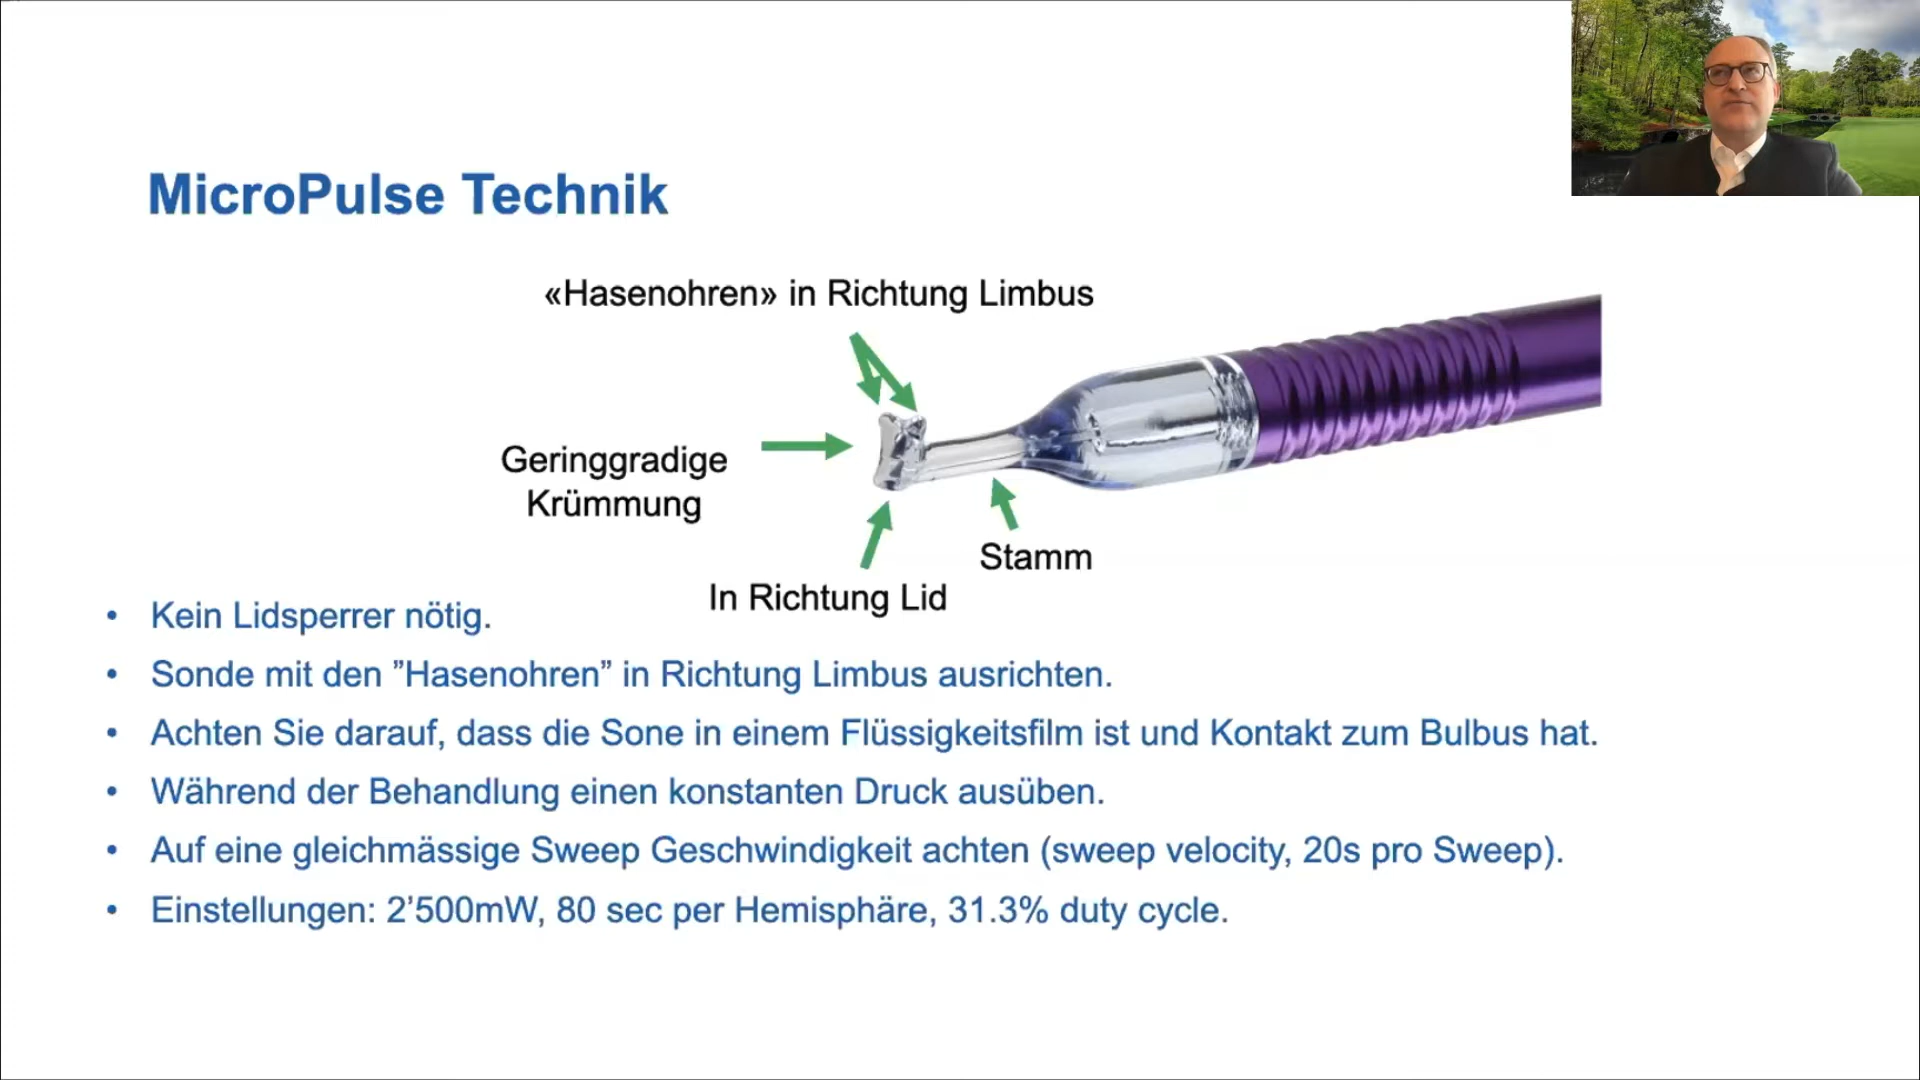 MicroPulse Technik
«Hasenohren» in Richtung Limbus
Geringgradige
Krümmung
Stamm
In Richtung Lid
• Kein Lidsperrer nötig.
• Sonde mit den ”Hasenohren” in Richtung Limbus ausrichten.
• Achten Sie darauf, dass die Sone in einem Flüssigkeitsfilm ist und Kontakt zum Bulbus hat.
• Während der Behandlung einen konstanten Druck ausüben.
• Auf eine gleichmässige Sweep Geschwindigkeit achten (sweep velocity, 20s pro Sweep).
• Einstellungen: 2’500mW, 80 sec per Hemisphäre, 31.3% duty cycle.